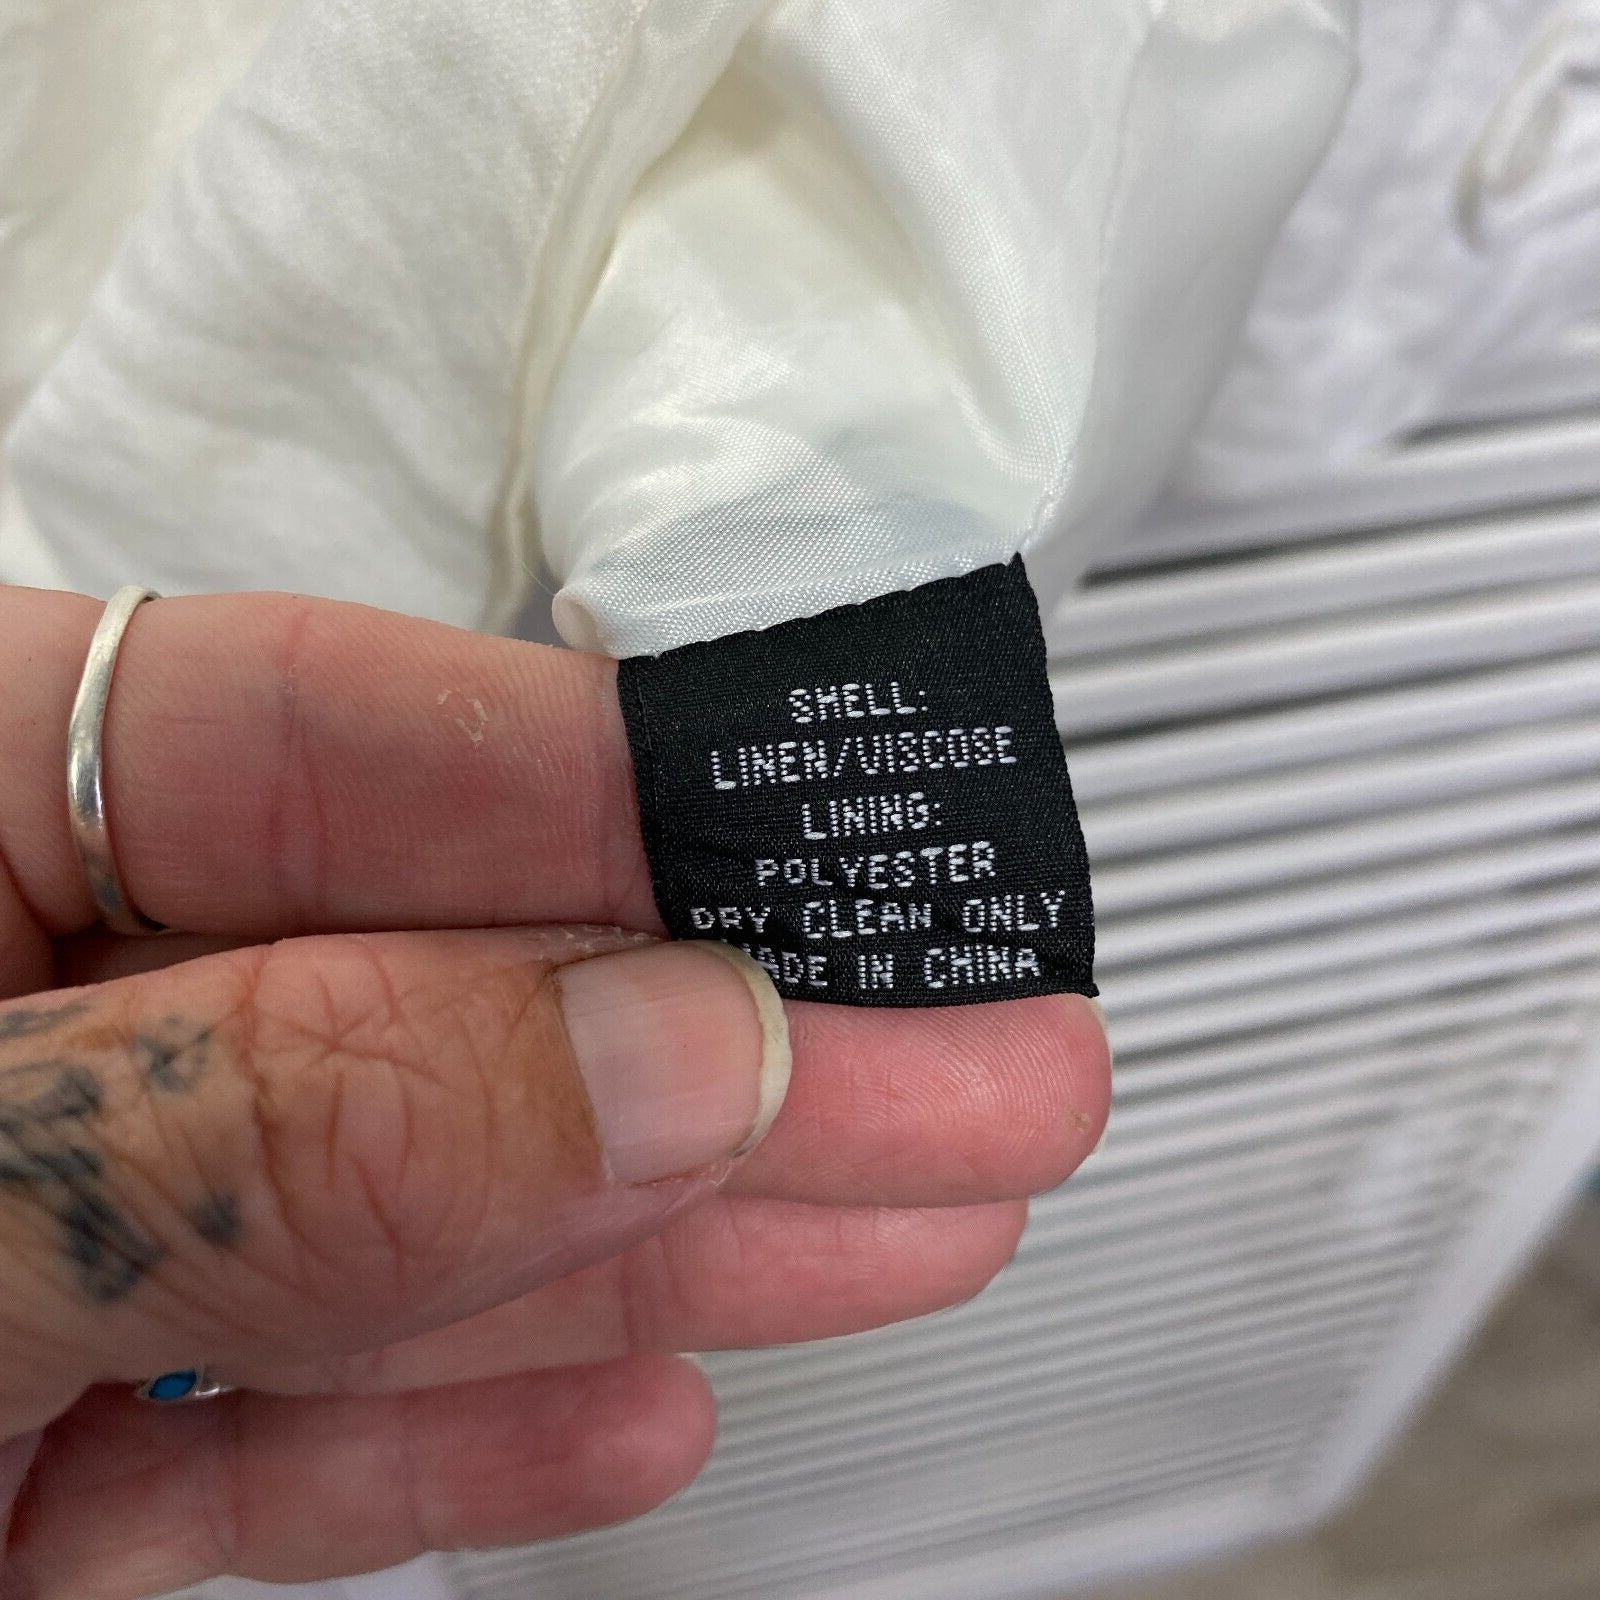 SHELL:
LINEN/VISCOSE
LINING:
POLYESTER
DRY CLEAN ONLY
MADE IN CHINA